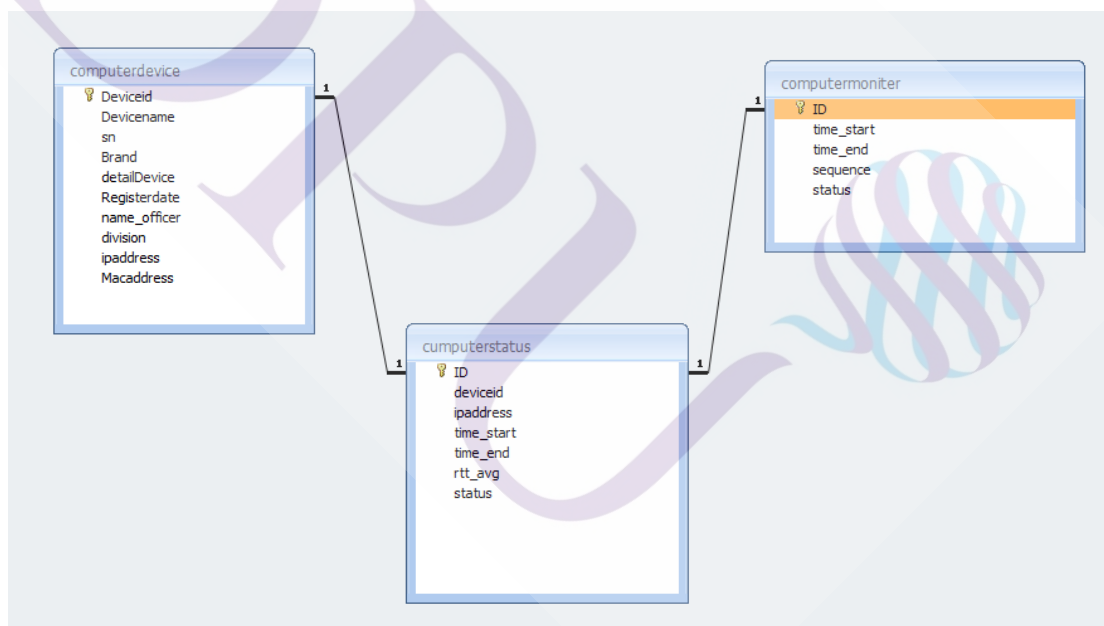 computerdevice
Deviceid
Devicename
sn
Brand
detailDevice
Registerdate
name_officer
division
ipaddress
Macaddress
1
1
cumputerstatus
ID
deviceid
ipaddress
time_start
time_end
rtt_avg
status
1
1
computermoniter
ID
time_start
time_end
sequence
status